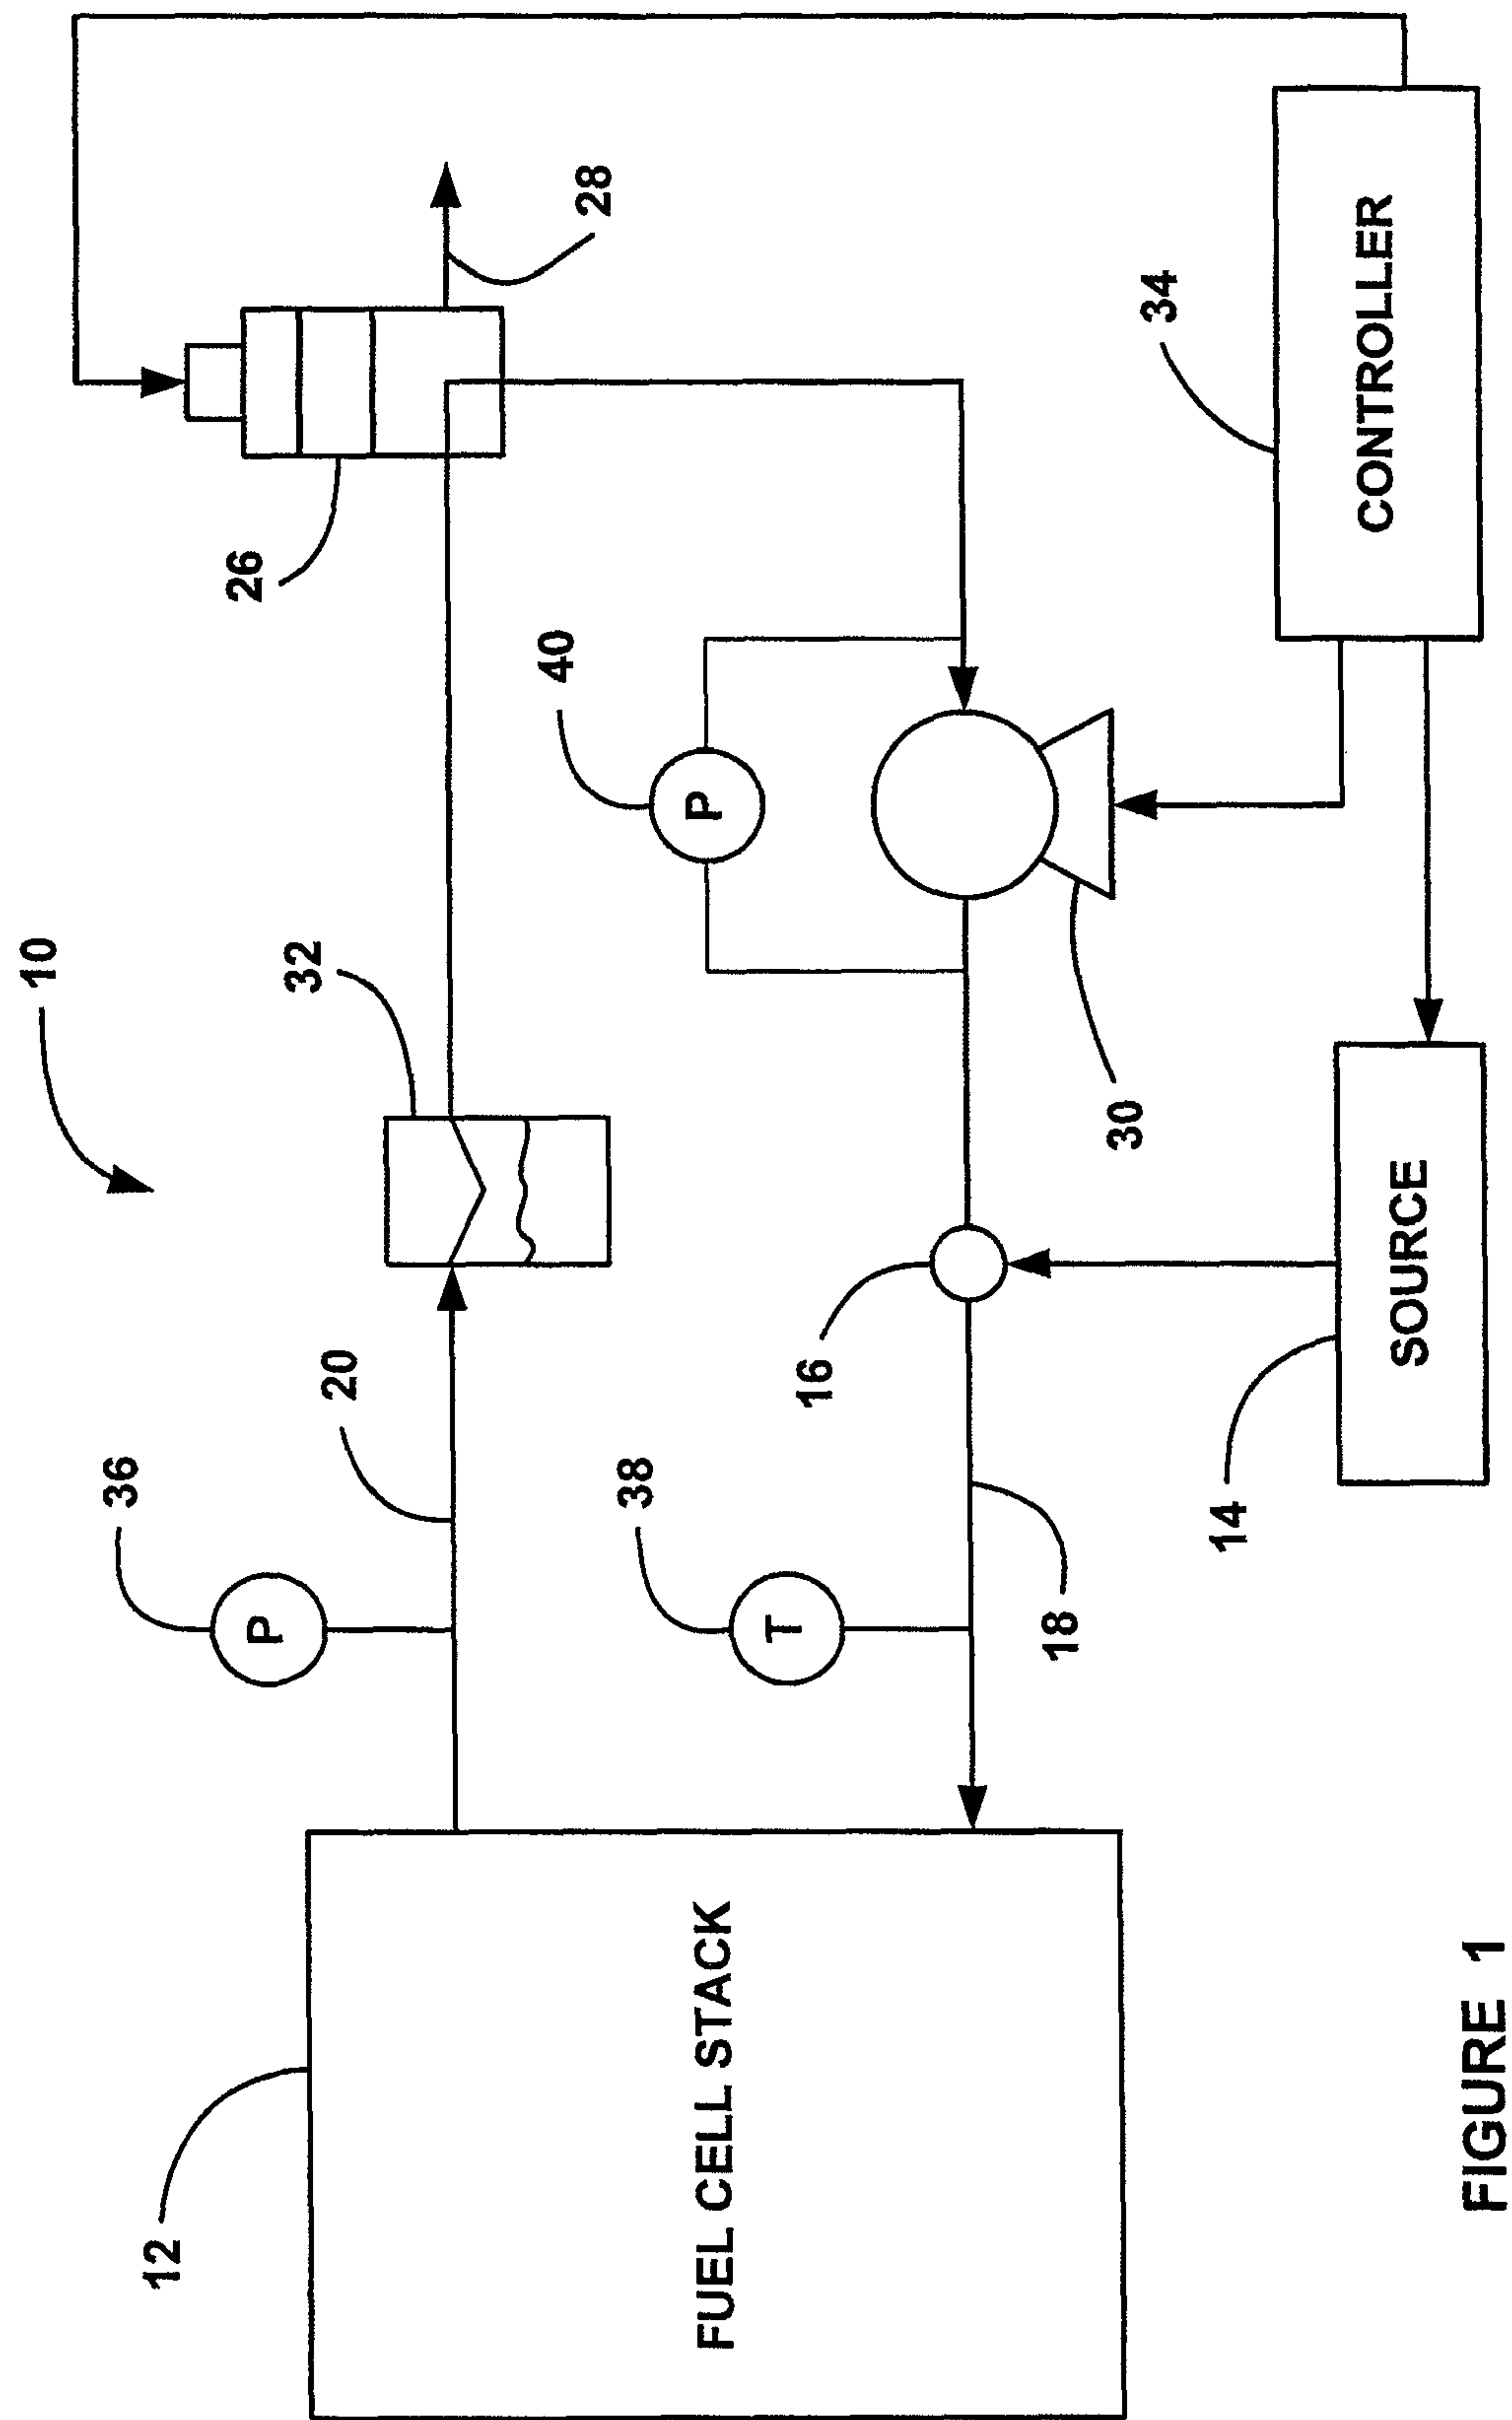 10
12
FUEL CELL STACK
36
P
20
32
26
28
38
T
18
16
40
P
30
14
SOURCE
34
CONTROLLER
FIGURE 1